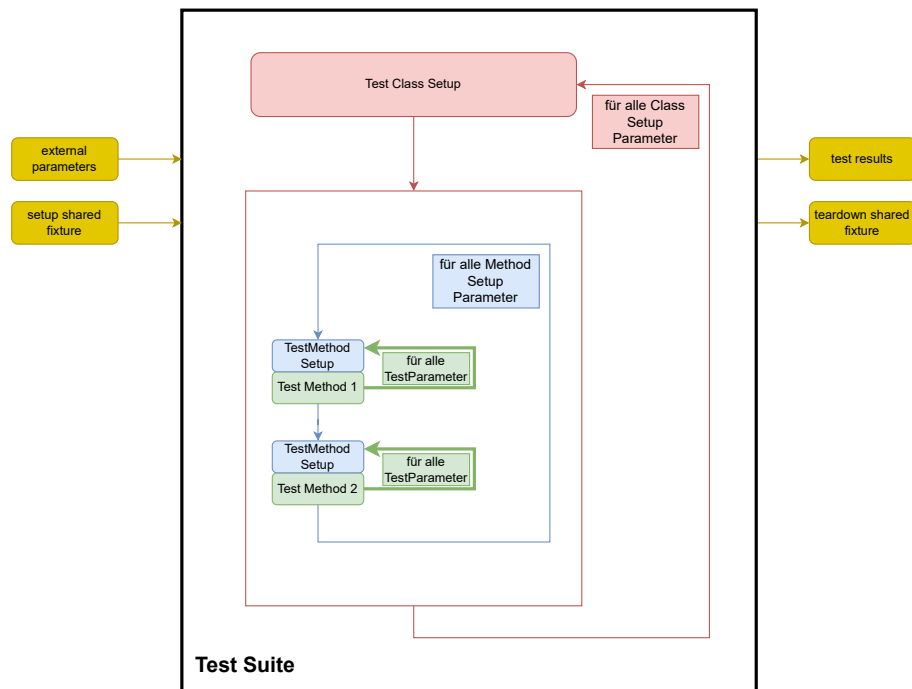 Test Class Setup
für alle Class
Setup
Parameter
external
parameters
setup shared
fixture
test results
teardown shared
fixture
für alle Method
Setup
Parameter
TestMethod
Setup
Test Method 1
für alle
TestParameter
TestMethod
Setup
Test Method 2
für alle
TestParameter
Test Suite